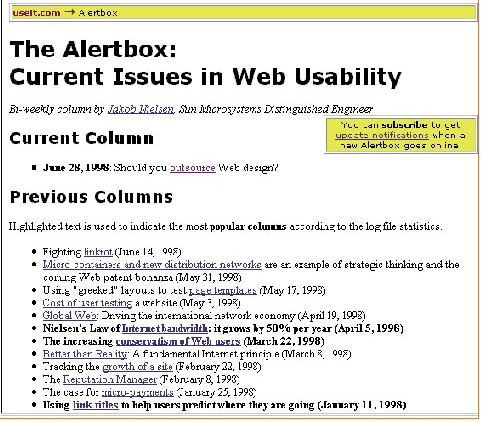 useit.com → Alertbox
The Alertbox:
Current Issues in Web Usability
Bi-weekly column by Jakob Nielsen, Sun Microsystems Distinguished Engineer
You can subscribe to get
update notifications when a
new Alertbox goes online
Current Column
• June 28, 1998: Should you outsource Web design?
Previous Columns
Highlighted text is used to indicate the most popular columns according to the log file statistics.
• Fighting linkrot (June 14, 1998)
• Micro containers and new distribution networks are an example of strategic thinking and the
coming Web patent bonanza (May 31, 1998)
• Using "greeked" layouts to test page templates (May 17, 1998)
• Cost of user testing a website (May 3, 1998)
• Global Web: Driving the international network economy (April 19, 1998)
• Nielsen's Law of Internet bandwidth: it grows by 50% per year (April 5, 1998)
• The increasing conservatism of Web users (March 22, 1998)
• Better than Reality: A fundamental Internet principle (March 8, 1998)
• Tracking the growth of a site (February 22, 1998)
• The Reputation Manager (February 8, 1998)
• The case for micro-payments (January 25, 1998)
• Using link titles to help users predict where they are going (January 11, 1998)